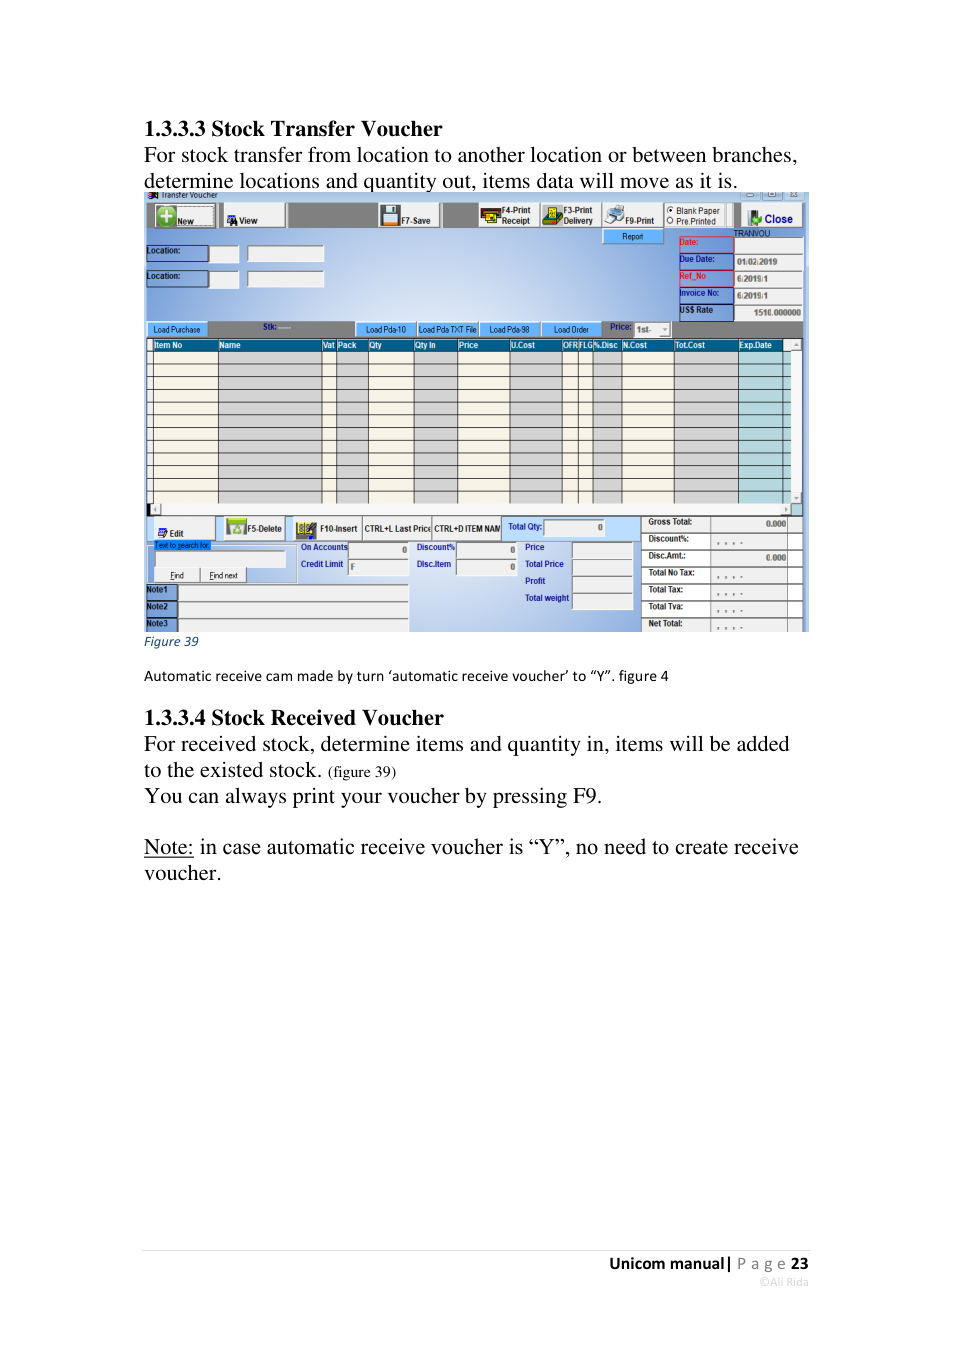 1.3.3.3 Stock Transfer Voucher
For stock transfer from location to another location or between branches,
determine locations and quantity out, items data will move as it is.
Transfer Voucher
New View F7-Save F4-Print Receipt F3-Print Delivery F9-Print Blank Paper Pre.Printed Close
Report TRANVOU
Location:
Location:
Date:
Due Date: 01/02/2019
Ref_No 6/2019/1
Invoice No: 6/2019/1
US$ Rate 1510.000000
Load Purchase Stk:----- Load Pda-10 Load Pda TXT File Load Pda-98 Load Order Price: 1st-
Item No Name Vat Pack Qty Qty In Price U.Cost OFR FLG %.Disc N.Cost Tot.Cost Exp.Date
Edit F5-Delete F10-Insert CTRL+L Last Price CTRL+D ITEM NAM Total Qty: 0
Text to search for:
Find Find next
On Accounts 0 Discount% 0 Price
Credit Limit F Disc.Item 0 Total Price
Profit
Total weight
Note1
Note2
Note3
Gross Total: 0.000
Discount%: , , . .
Disc.Amt.: 0.000
Total No Tax: , , . .
Total Tax: , , . .
Total Tva: , , . .
Net Total: , , . .
Figure 39
Automatic receive cam made by turn ‘automatic receive voucher’ to “Y”. figure 4
1.3.3.4 Stock Received Voucher
For received stock, determine items and quantity in, items will be added
to the existed stock. (figure 39)
You can always print your voucher by pressing F9.
Note: in case automatic receive voucher is “Y”, no need to create receive
voucher.
Unicom manual| P a g e 23
©Ali Rida